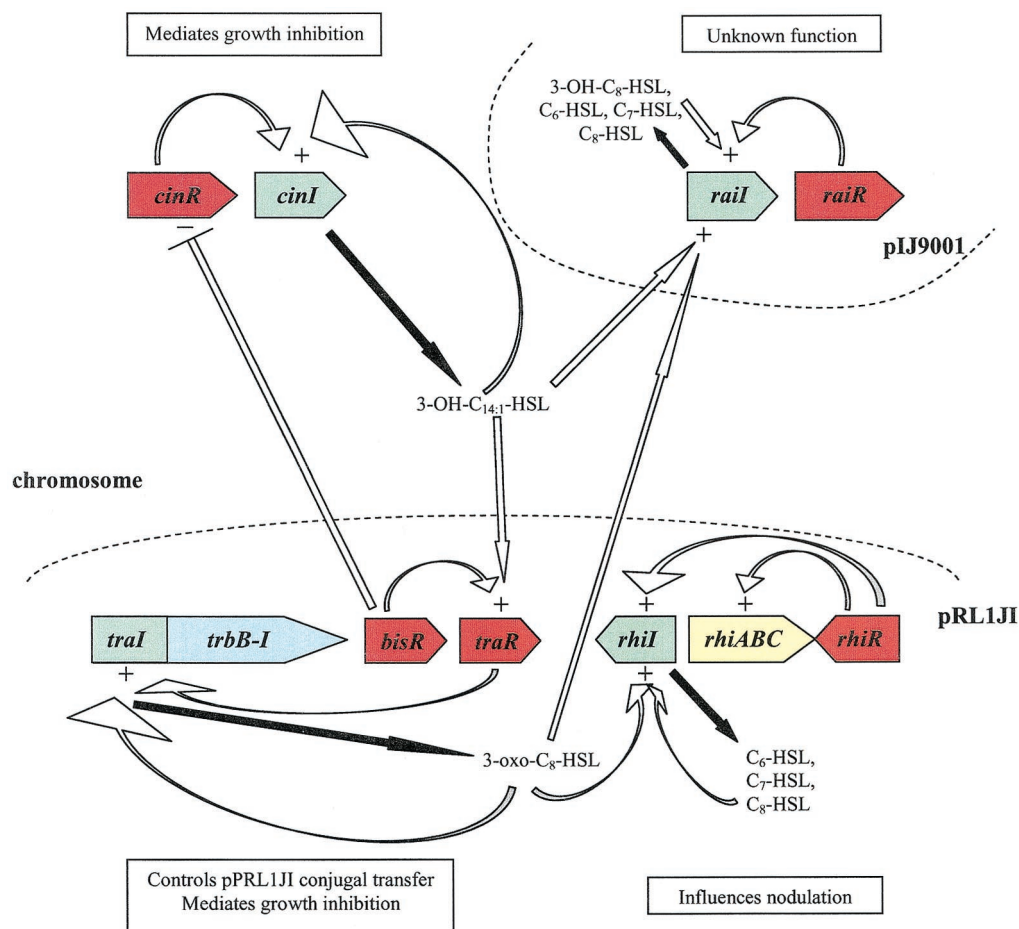 Mediates growth inhibition
Unknown function
3-OH-C8-HSL,
C6-HSL, C7-HSL,
C8-HSL
+
+
cinR
cinI
raiI
raiR
−
+
pIJ9001
3-OH-C14:1-HSL
chromosome
+
+
+
pRL1JI
traI
trbB-I
bisR
traR
rhiI
rhiABC
rhiR
+
+
3-oxo-C8-HSL
C6-HSL,
C7-HSL,
C8-HSL
Controls pPRL1JI conjugal transfer
Mediates growth inhibition
Influences nodulation